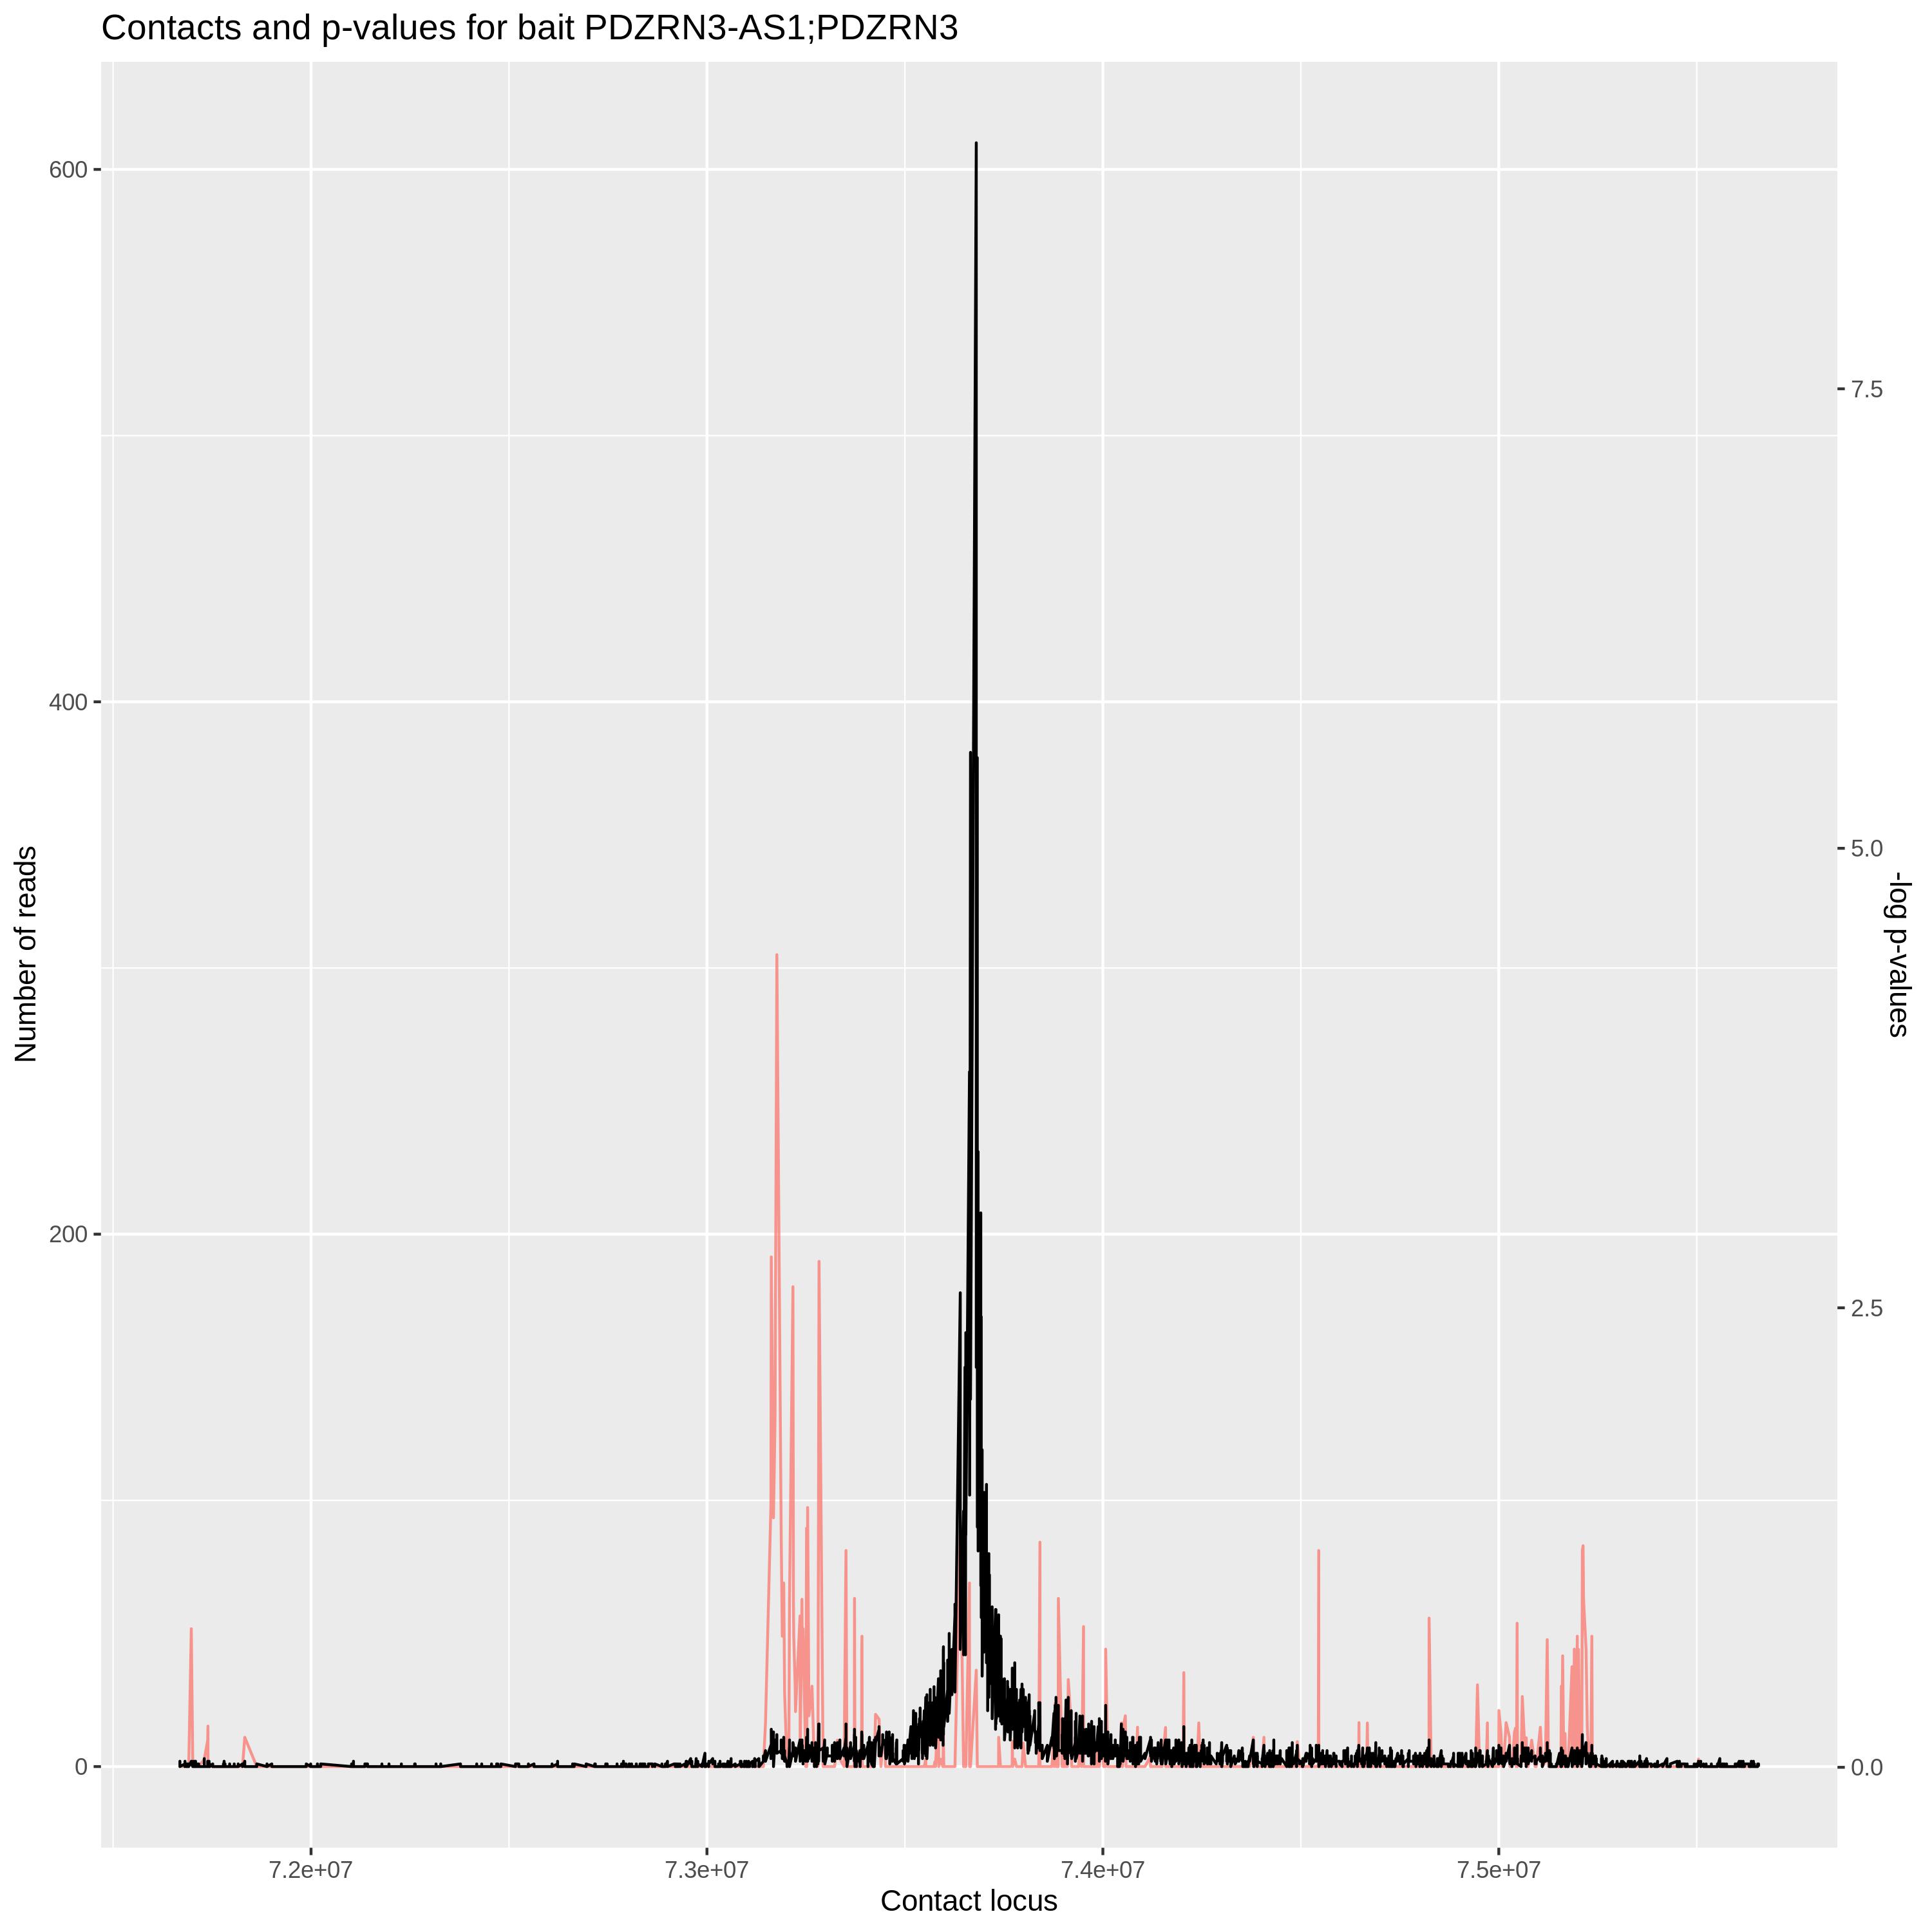 Contacts and p-values for bait PDZRN3-AS1;PDZRN3
600
400
200
0
Number of reads
7.5
5.0
2.5
0.0
-log p-values
7.2e+07
7.3e+07
7.4e+07
7.5e+07
Contact locus